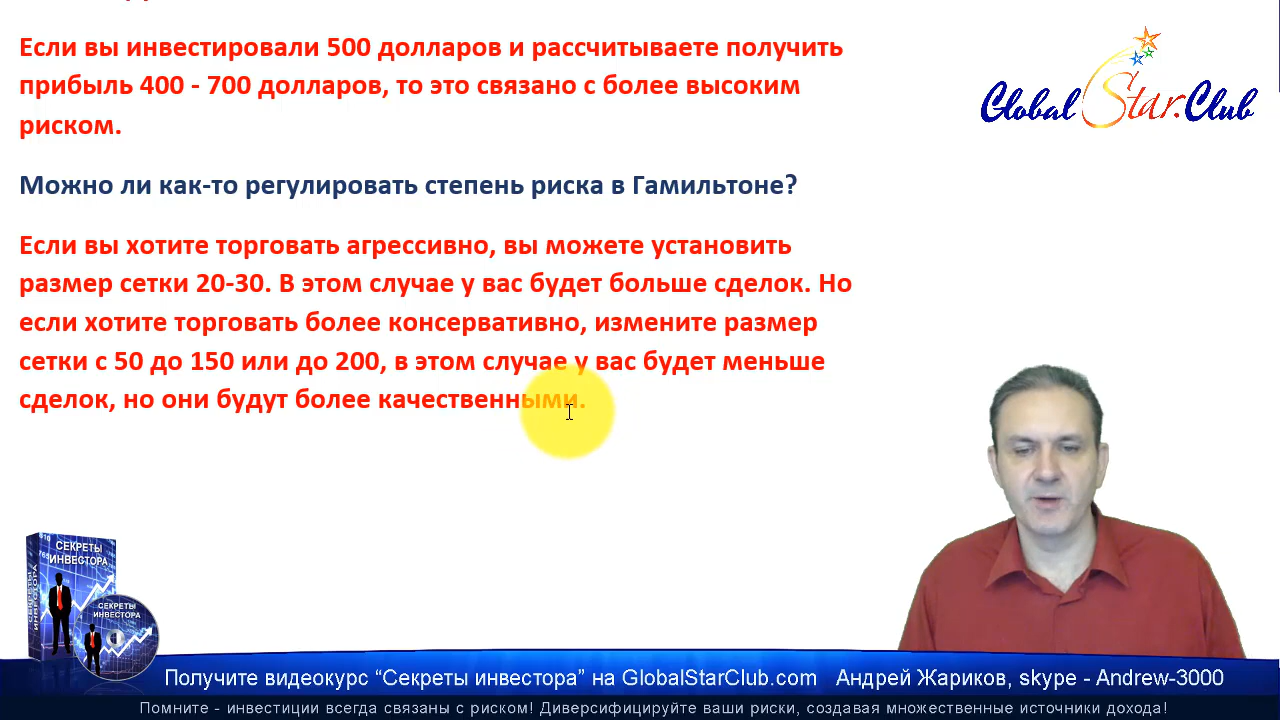 Если вы инвестировали 500 долларов и рассчитываете получить
прибыль 400 - 700 долларов, то это связано с более высоким
риском.
Global Star.Club
Можно ли как-то регулировать степень риска в Гамильтоне?
Если вы хотите торговать агрессивно, вы можете установить
размер сетки 20-30. В этом случае у вас будет больше сделок. Но
если хотите торговать более консервативно, измените размер
сетки с 50 до 150 или до 200, в этом случае у вас будет меньше
сделок, но они будут более качественными.
СЕКРЕТЫ
ИНВЕСТОРА
СЕКРЕТЫ
ИНВЕСТОРА
Получите видеокурс “Секреты инвестора” на GlobalStarClub.com Андрей Жариков, skype - Andrew-3000
Помните - инвестиции всегда связаны с риском! Диверсифицируйте ваши риски, создавая множественные источники дохода!